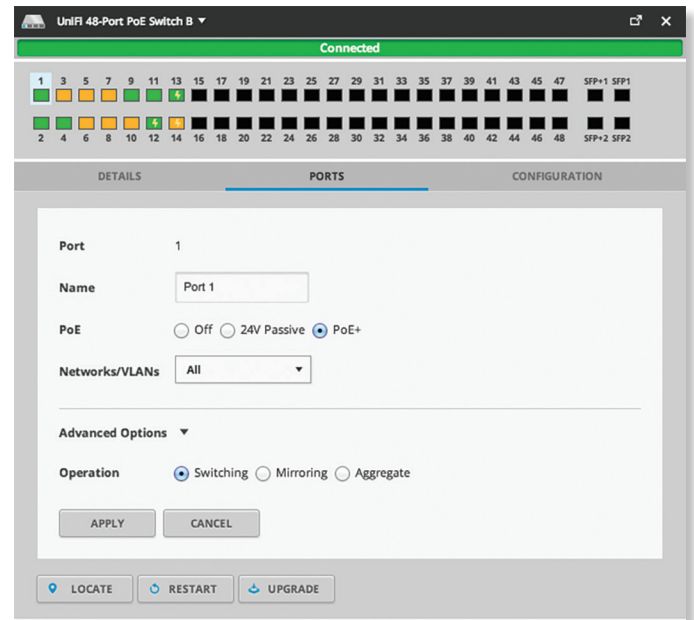 UniFi 48-Port PoE Switch B
Connected
1 3 5 7 9 11 13 15 17 19 21 23 25 27 29 31 33 35 37 39 41 43 45 47 SFP+1 SFP1
2 4 6 8 10 12 14 16 18 20 22 24 26 28 30 32 34 36 38 40 42 44 46 48 SFP+2 SFP2
DETAILS PORTS CONFIGURATION
Port 1
Name Port 1
PoE Off 24V Passive PoE+
Networks/VLANs All
Advanced Options
Operation Switching Mirroring Aggregate
APPLY CANCEL
LOCATE RESTART UPGRADE